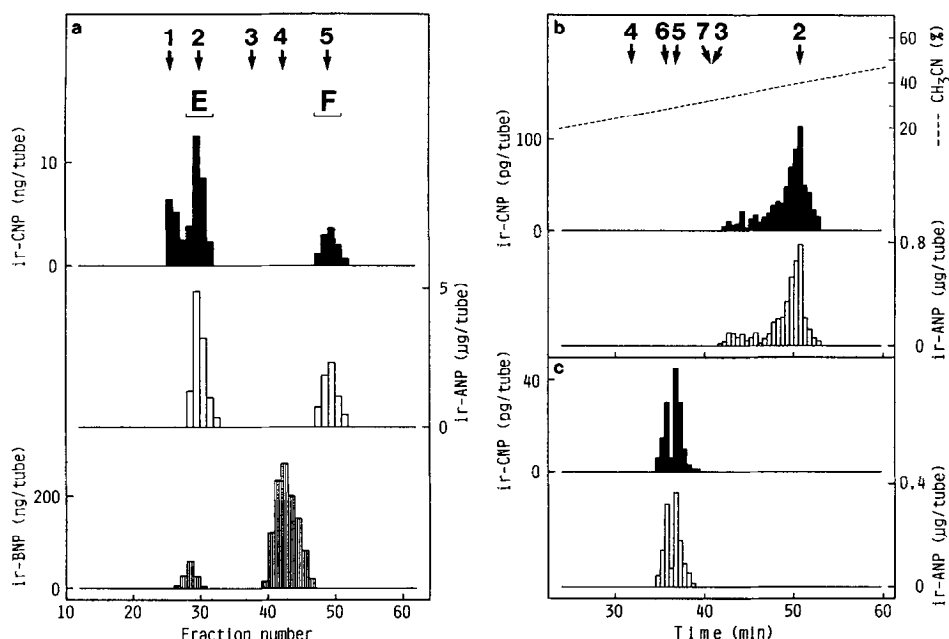 a
1 2 3 4 5
E F
ir-CNP (ng/tube)
10
0
5
0
ir-ANP (µg/tube)
ir-BNP (ng/tube)
200
0
10 20 30 40 50 60
Fraction number
b
4 6 5 7 3 2
60
40
20
---- CH3CN (%)
ir-CNP (pg/tube)
100
0
0.8
0
ir-ANP (µg/tube)
c
ir-CNP (pg/tube)
40
0
0.4
0
ir-ANP (µg/tube)
30 40 50 60
Time (min)